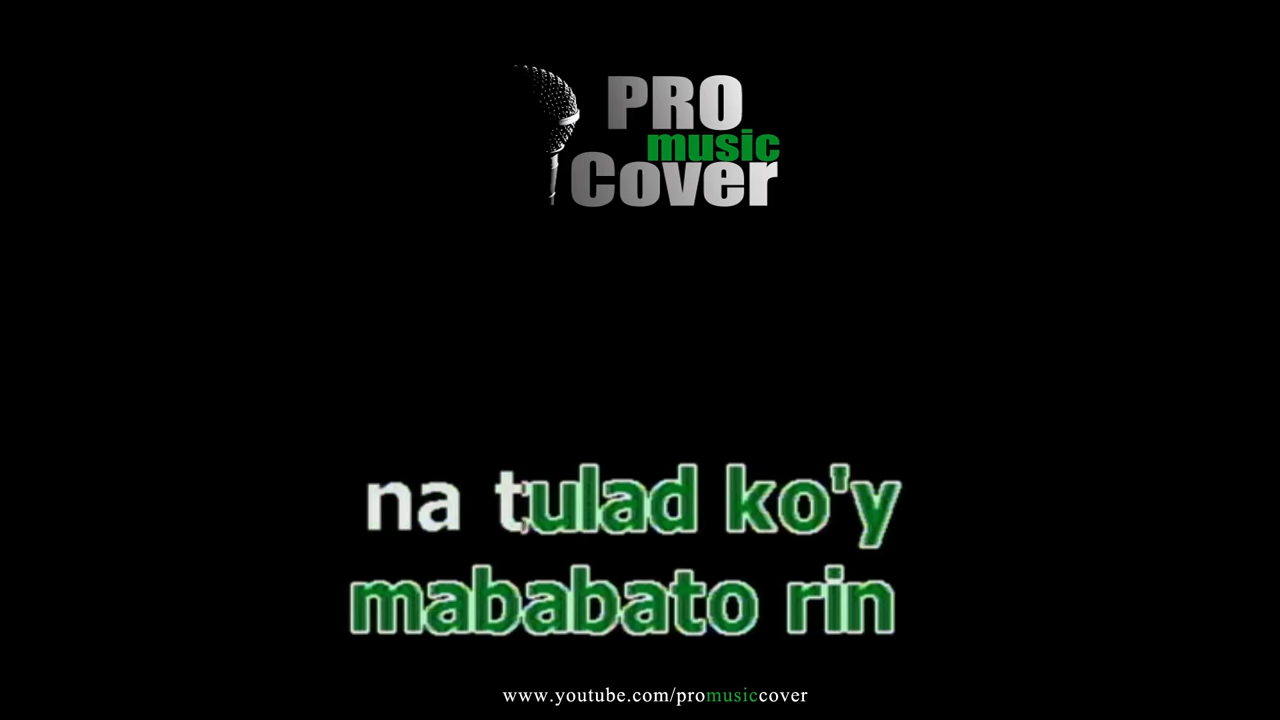 PRO
music
Cover
na tulad ko'y
mababato rin
www.youtube.com/promusiccover